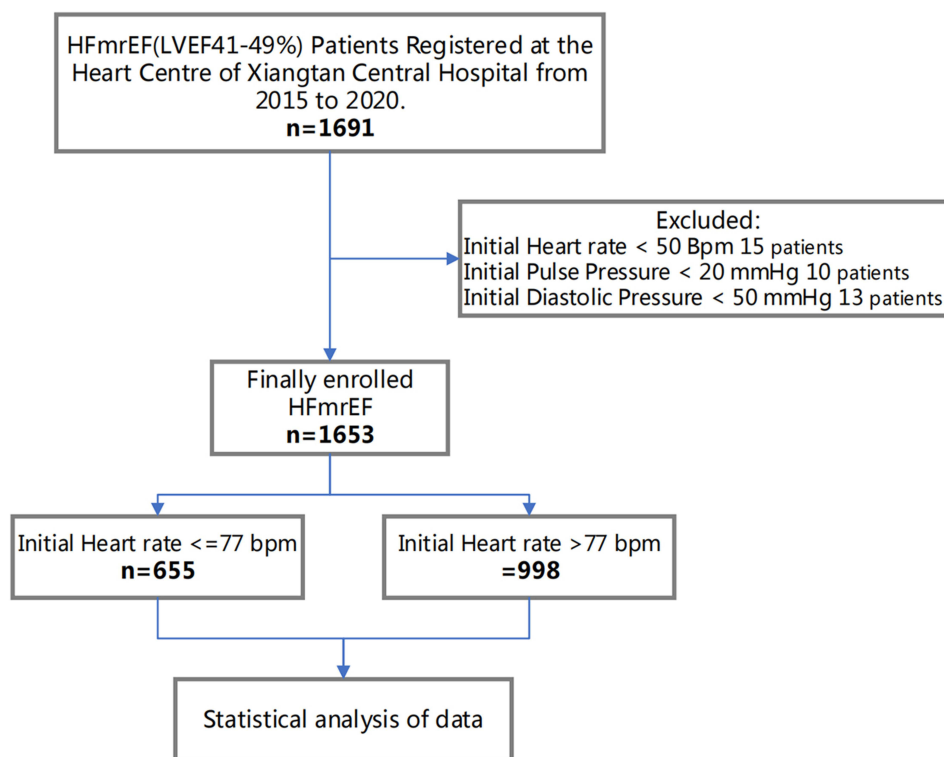 HFmrEF(LVEF41-49%) Patients Registered at the
Heart Centre of Xiangtan Central Hospital from
2015 to 2020.
n=1691
Excluded:
Initial Heart rate < 50 Bpm 15 patients
Initial Pulse Pressure < 20 mmHg 10 patients
Initial Diastolic Pressure < 50 mmHg 13 patients
Finally enrolled
HFmrEF
n=1653
Initial Heart rate <=77 bpm
n=655
Initial Heart rate >77 bpm
=998
Statistical analysis of data